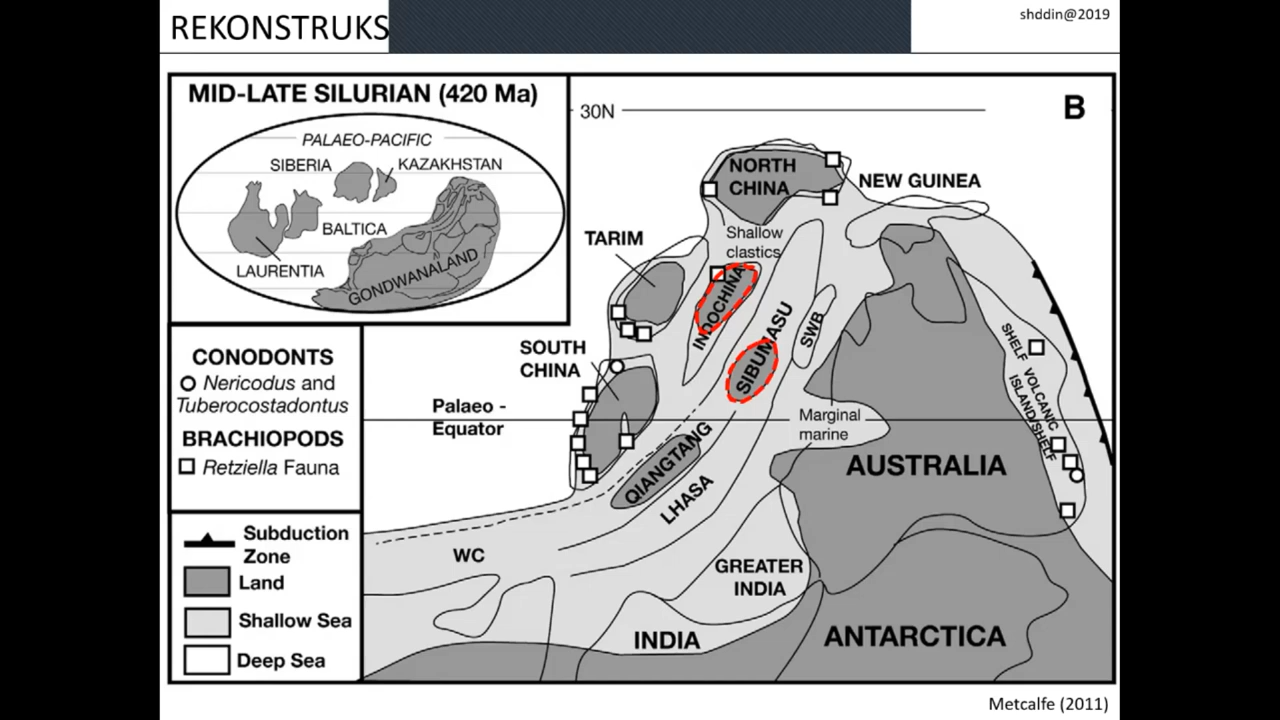 REKONSTRUKS
shddin@2019
MID-LATE SILURIAN (420 Ma)
PALAEO-PACIFIC
SIBERIA
KAZAKHSTAN
BALTICA
LAURENTIA
GONDWANALAND
30N
B
NORTH
CHINA
NEW GUINEA
Shallow
clastics
TARIM
INDOCHINA
SIBUMASU
SWB
SOUTH
CHINA
Palaeo -
Equator
SHELF
VOLCANIC
ISLAND/SHELF
Marginal
marine
QIANGTANG
LHASA
AUSTRALIA
WC
GREATER
INDIA
INDIA
ANTARCTICA
CONODONTS
Nericodus and
Tuberocostadontus
BRACHIOPODS
Retziella Fauna
Subduction
Zone
Land
Shallow Sea
Deep Sea
Metcalfe (2011)